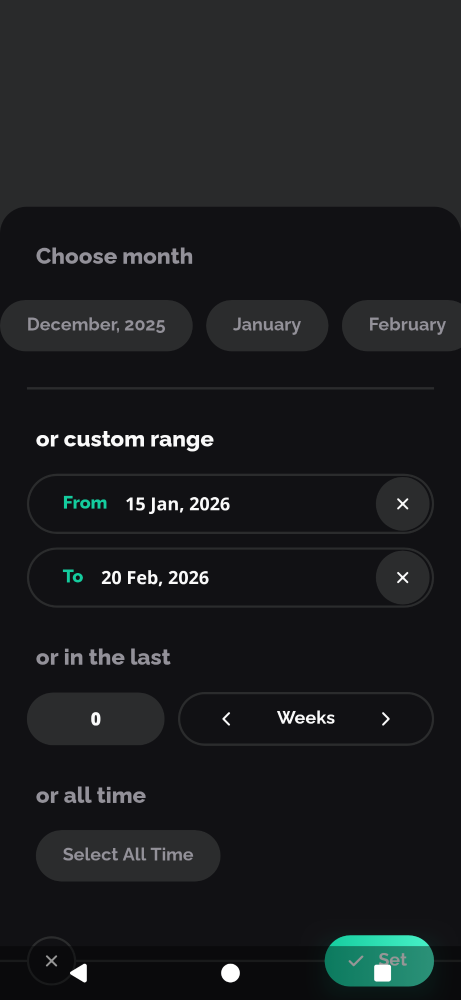 Choose month
December, 2025 January February
or custom range
From 15 Jan, 2026
To 20 Feb, 2026
or in the last
0 Weeks
or all time
Select All Time
Set